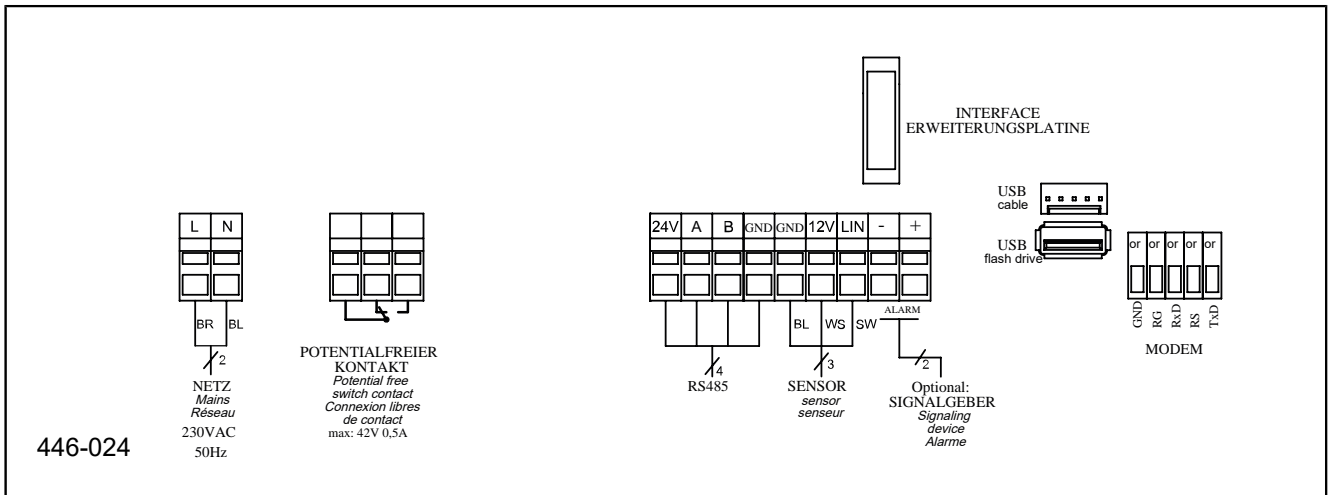 INTERFACE
ERWEITERUNGSPLATINE
USB
cable
USB
flash drive
L N
24V A B GND GND 12V LIN - +
or or or or or
GND RG RxD RS TxD
MODEM
BR BL
2
NETZ
Mains
Réseau
230VAC
50Hz
POTENTIALFREIER
KONTAKT
Potential free
switch contact
Connexion libres
de contact
max: 42V 0,5A
4
RS485
BL WS SW
3
SENSOR
sensor
senseur
ALARM
2
Optional:
SIGNALGEBER
Signaling
device
Alarme
446-024